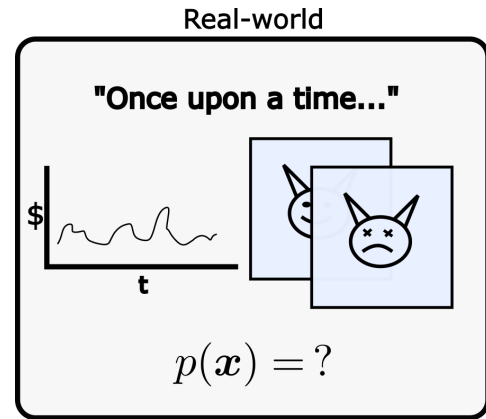 Real-world
"Once upon a time..."
$
t
p(x) = ?